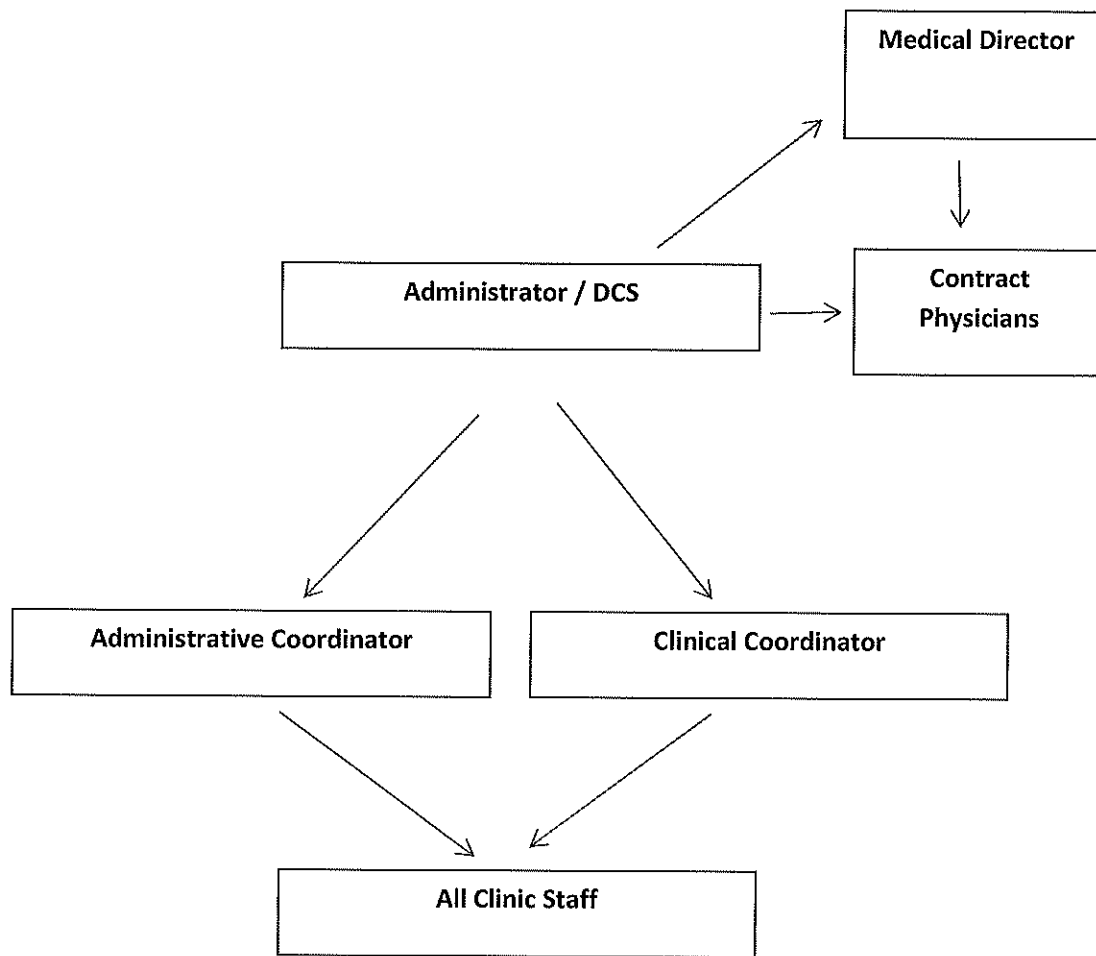 Medical Director
Administrator / DCS
Contract
Physicians
Administrative Coordinator
Clinical Coordinator
All Clinic Staff